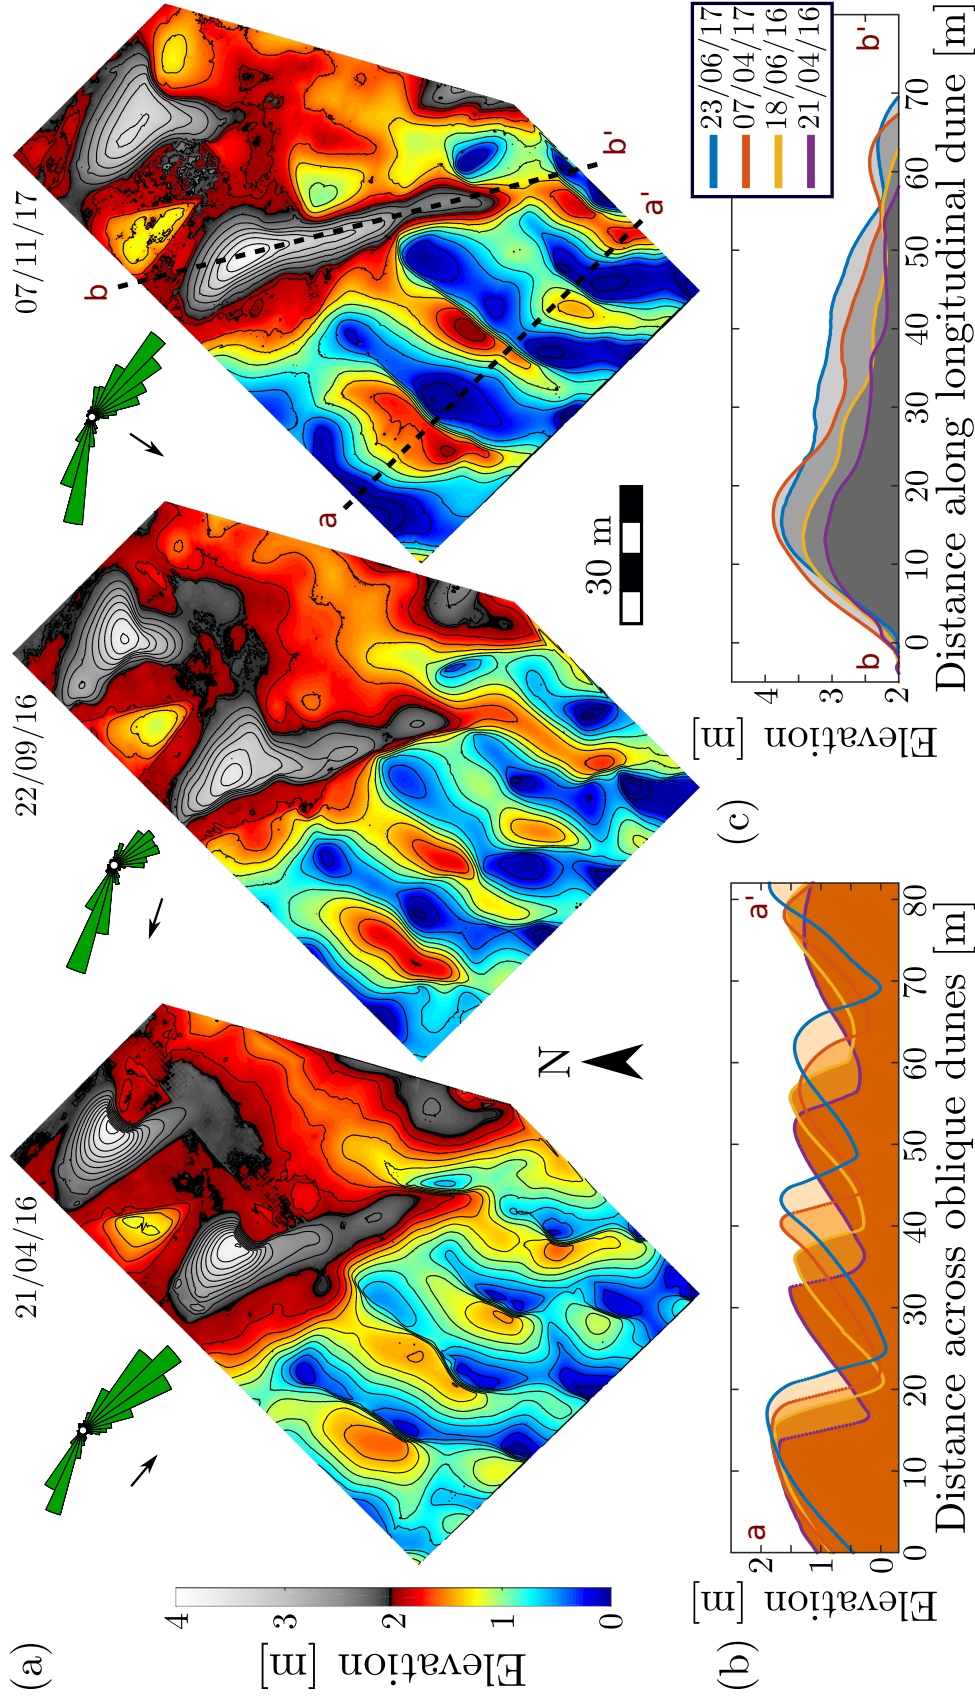 (a)
21/04/16
22/09/16
07/11/17
Elevation
[m]
4
3
2
1
0
N
30 m
a
a'
b
b'
(b)
Elevation
[m]
2
1
0
a
a'
0 10 20 30 40 50 60 70 80
Distance across oblique dunes [m]
(c)
Elevation
[m]
4
3
2
b
b'
23/06/17
07/04/17
18/06/16
21/04/16
0 10 20 30 40 50 60 70
Distance along longitudinal dune [m]